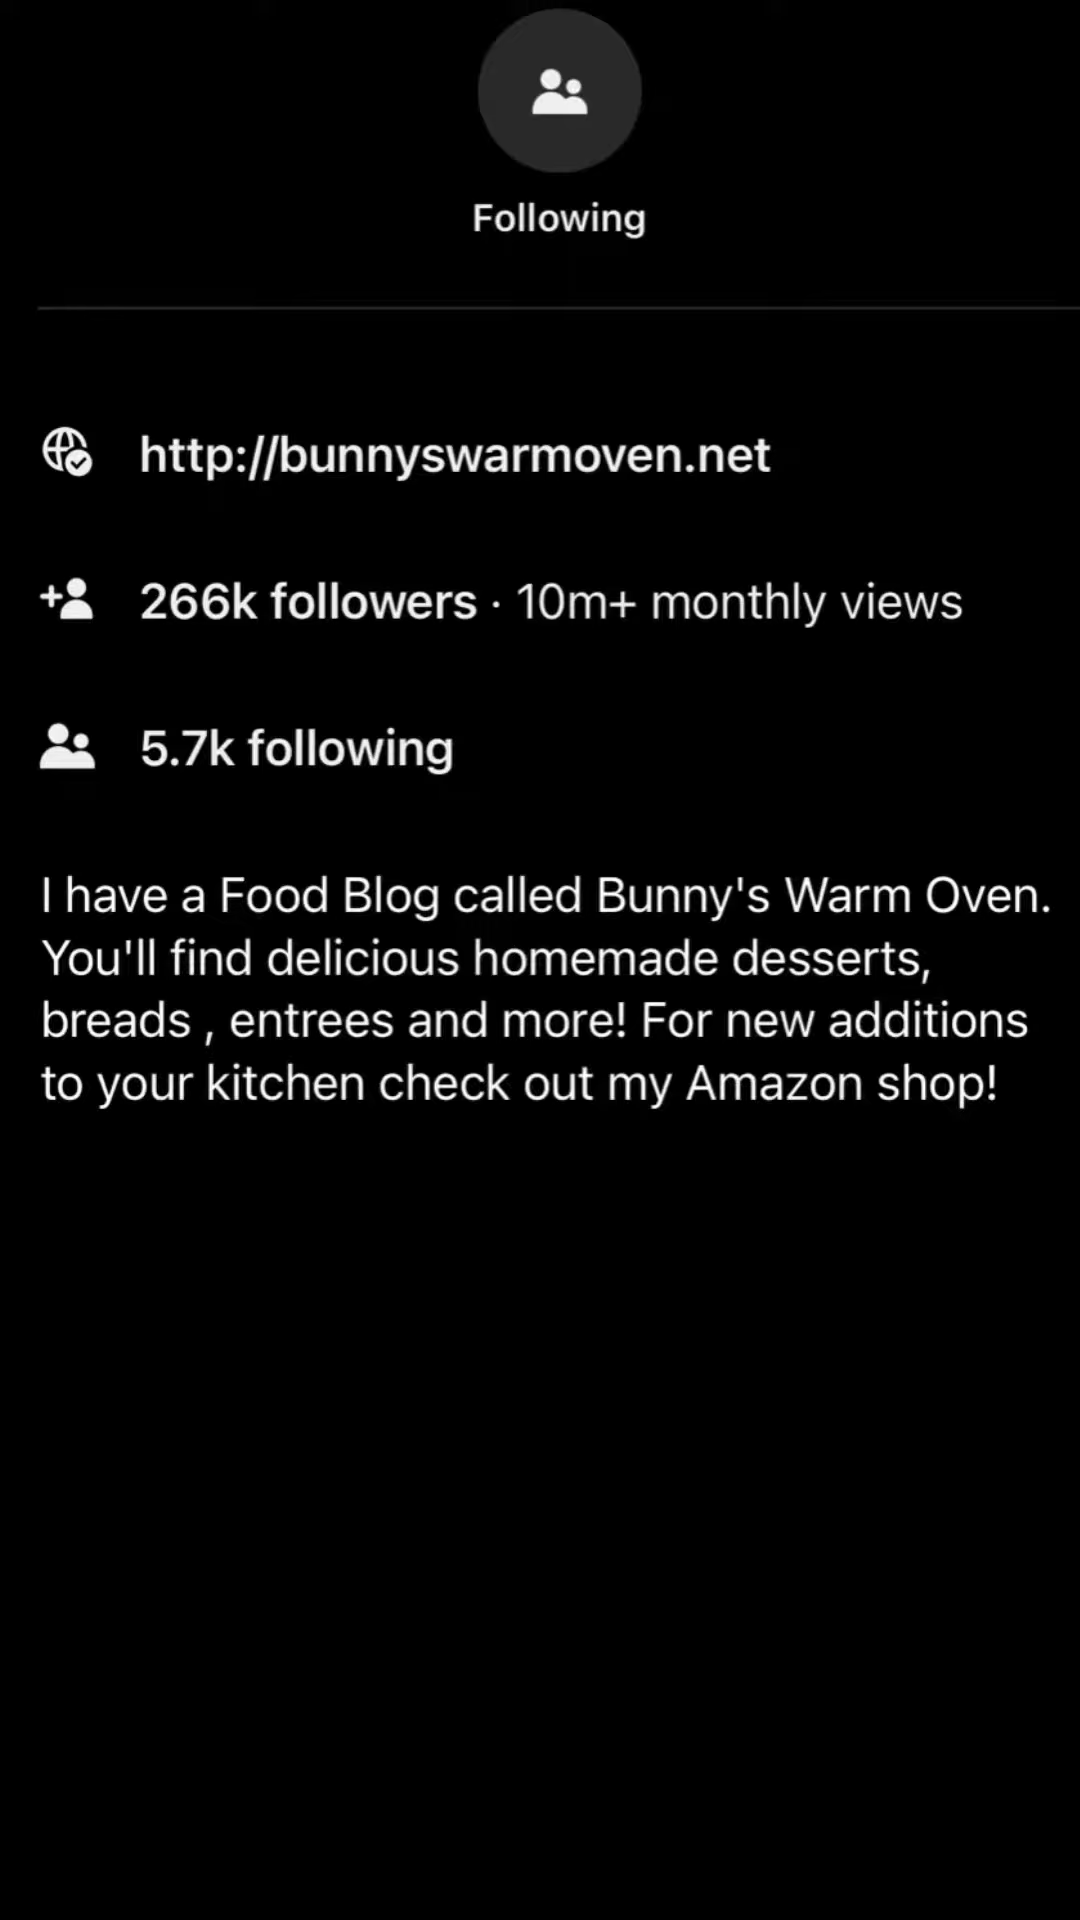 Following
http://bunnyswarmoven.net
266k followers · 10m+ monthly views
5.7k following
I have a Food Blog called Bunny's Warm Oven.
You'll find delicious homemade desserts,
breads , entrees and more! For new additions
to your kitchen check out my Amazon shop!